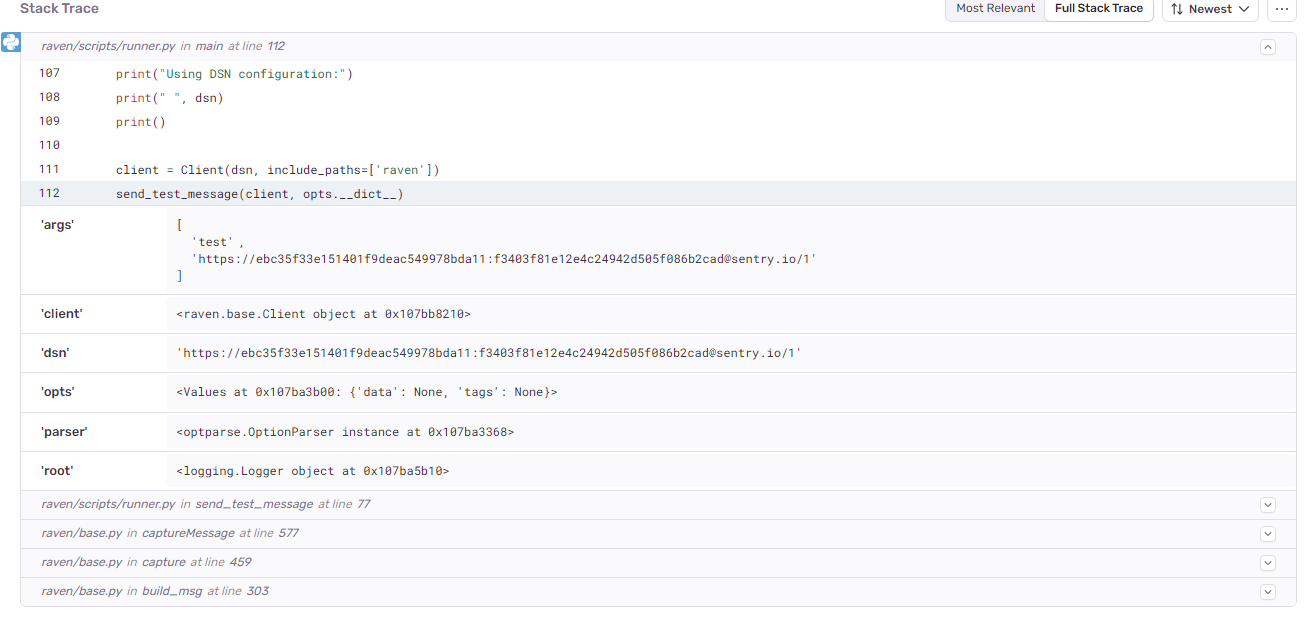 Stack Trace
Most Relevant Full Stack Trace Newest ...
raven/scripts/runner.py in main at line 112
107 print("Using DSN configuration:")
108 print(" ", dsn)
109 print()
110
111 client = Client(dsn, include_paths=['raven'])
112 send_test_message(client, opts.__dict__)
'args' [
'test' ,
'https://ebc35f33e151401f9deac549978bda11:f3403f81e12e4c24942d505f086b2cad@sentry.io/1'
]
'client' <raven.base.Client object at 0x107bb8210>
'dsn' 'https://ebc35f33e151401f9deac549978bda11:f3403f81e12e4c24942d505f086b2cad@sentry.io/1'
'opts' <Values at 0x107ba3b00: {'data': None, 'tags': None}>
'parser' <optparse.OptionParser instance at 0x107ba3368>
'root' <logging.Logger object at 0x107ba5b10>
raven/scripts/runner.py in send_test_message at line 77
raven/base.py in captureMessage at line 577
raven/base.py in capture at line 459
raven/base.py in build_msg at line 303